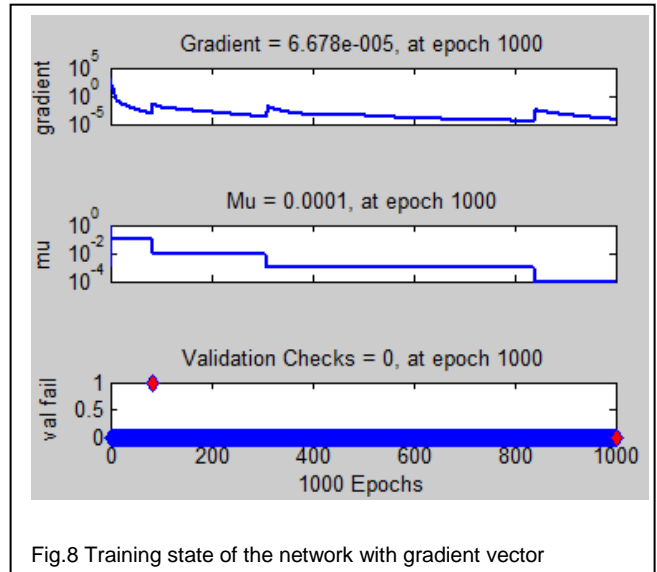 Gradient = 6.678e-005, at epoch 1000
gradient
10^5
10^0
10^-5
Mu = 0.0001, at epoch 1000
mu
10^0
10^-2
10^-4
Validation Checks = 0, at epoch 1000
val fail
1
0.5
0
0 200 400 600 800 1000
1000 Epochs
Fig.8 Training state of the network with gradient vector